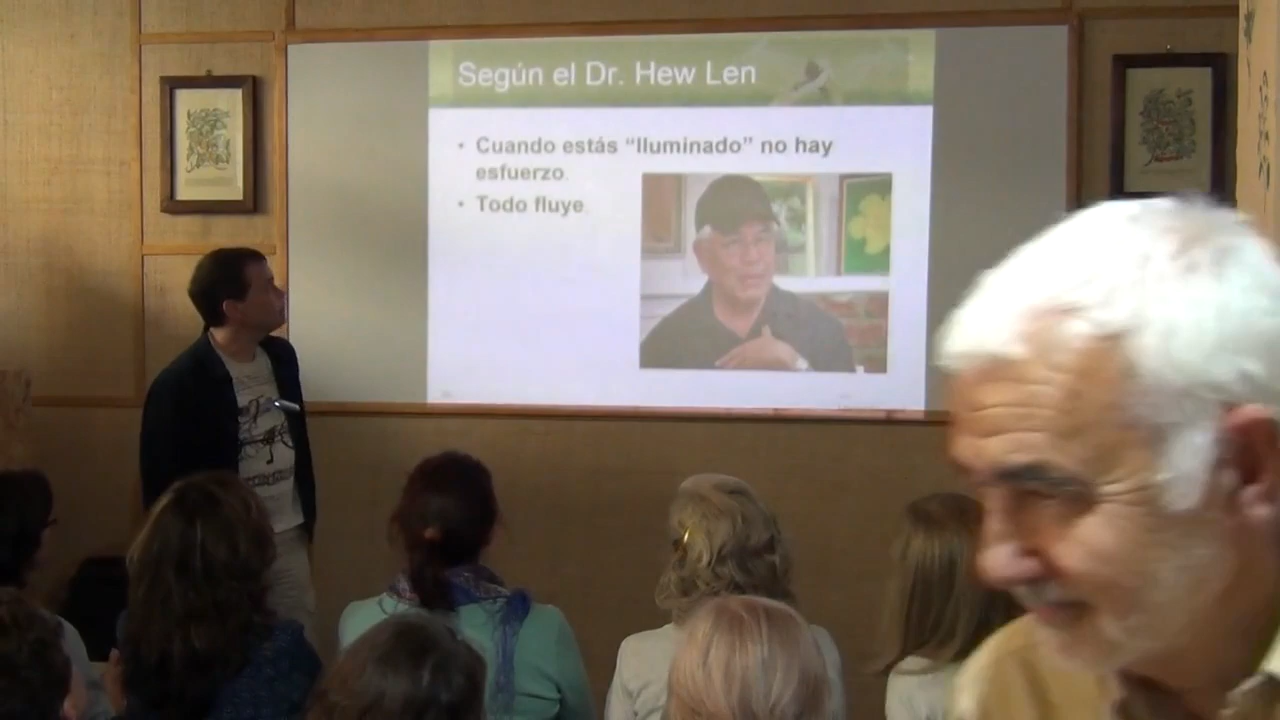 Según el Dr. Hew Len
• Cuando estás “Iluminado” no hay
esfuerzo.
• Todo fluye.